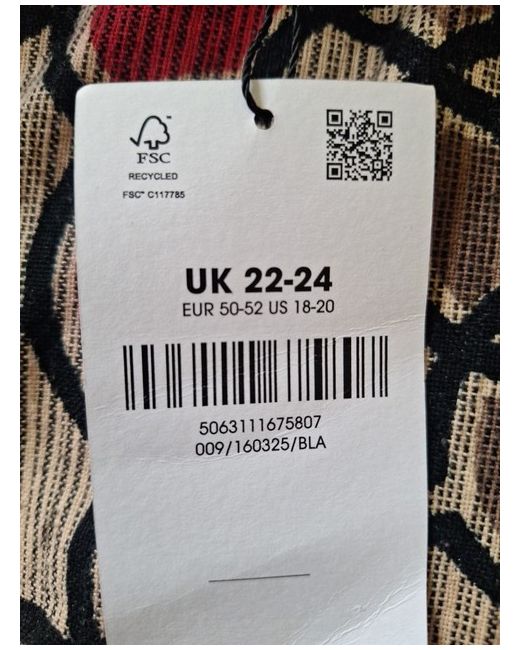 FSC
RECYCLED
FSC™ C117785
UK 22-24
EUR 50-52 US 18-20
5063111675807
009/160325/BLA